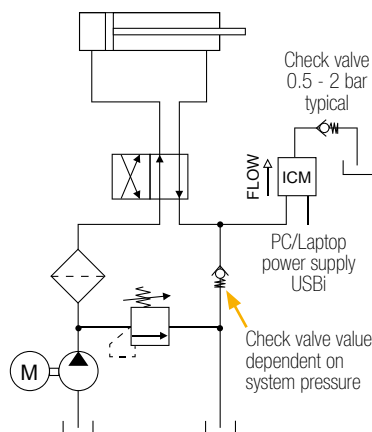 Check valve
0.5 - 2 bar
typical
FLOW
ICM
PC/Laptop
power supply
USBi
Check valve value
dependent on
system pressure
M